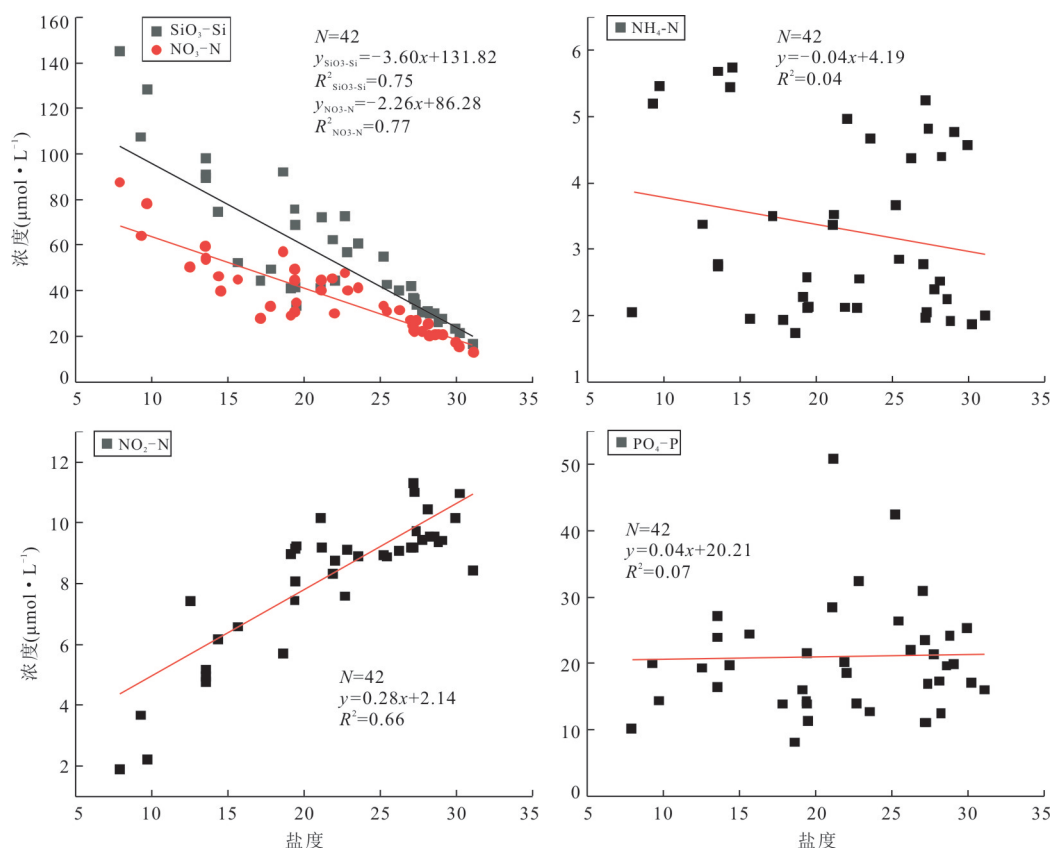 160
140
120
100
80
60
40
20
0
浓度(μmol·L⁻¹)
SiO₃−Si
NO₃−N
N=42
y_SiO3-Si=−3.60x+131.82
R²_SiO3-Si=0.75
y_NO3-N=−2.26x+86.28
R²_NO3-N=0.77
5 10 15 20 25 30 35
6
5
4
3
2
1
NH₄-N
N=42
y=−0.04x+4.19
R²=0.04
5 10 15 20 25 30 35
12
10
8
6
4
2
浓度(μmol·L⁻¹)
NO₂−N
N=42
y=0.28x+2.14
R²=0.66
5 10 15 20 25 30 35
盐度
50
40
30
20
10
0
PO₄−P
N=42
y=0.04x+20.21
R²=0.07
5 10 15 20 25 30 35
盐度